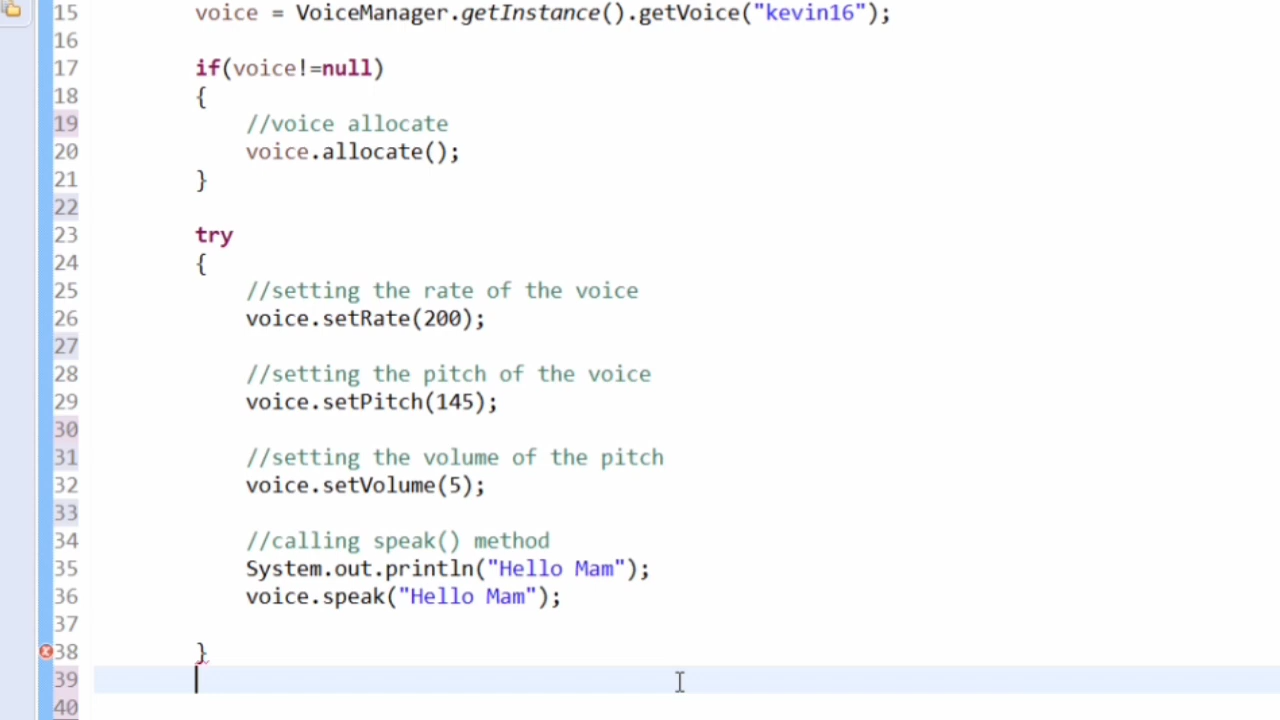 15 voice = VoiceManager.getInstance().getVoice("kevin16");
16
17 if(voice!=null)
18 {
19 //voice allocate
20 voice.allocate();
21 }
22
23 try
24 {
25 //setting the rate of the voice
26 voice.setRate(200);
27
28 //setting the pitch of the voice
29 voice.setPitch(145);
30
31 //setting the volume of the pitch
32 voice.setVolume(5);
33
34 //calling speak() method
35 System.out.println("Hello Mam");
36 voice.speak("Hello Mam");
37
38 }
39
40